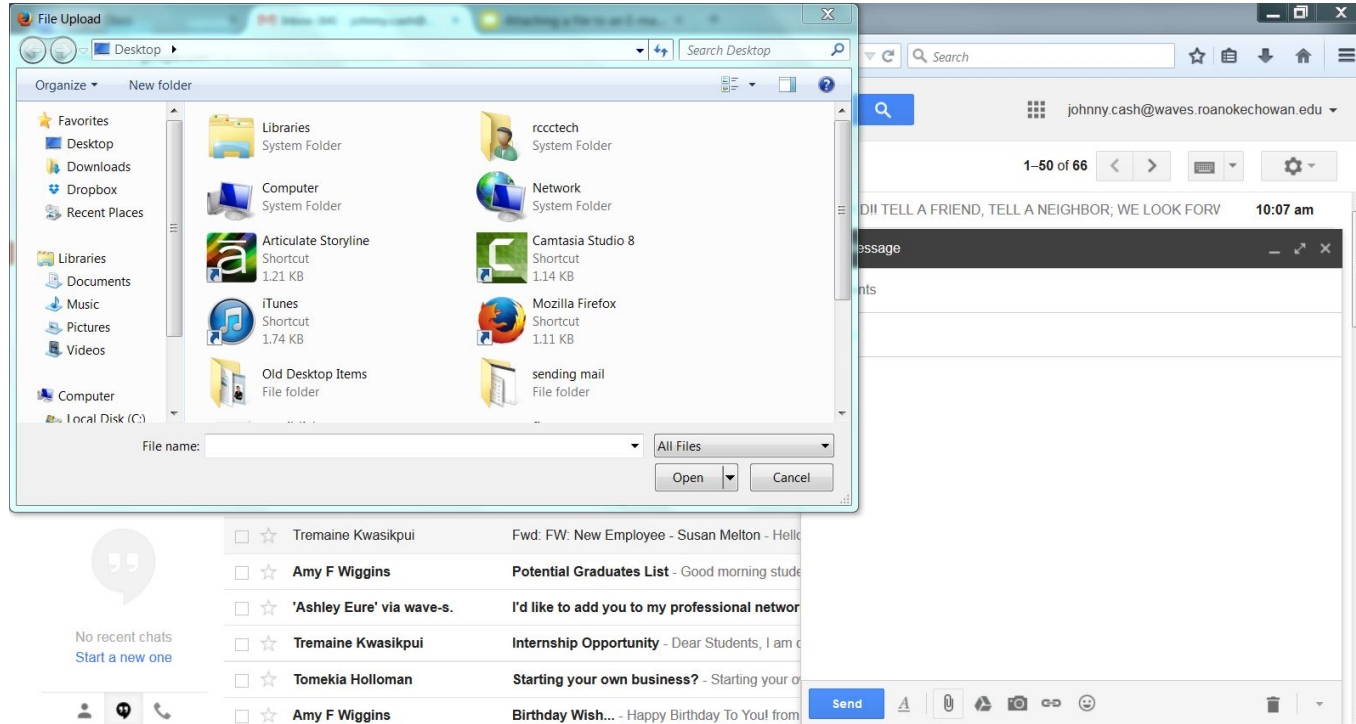 File Upload
Desktop
Search Desktop
Organize
New folder
Favorites
Desktop
Downloads
Dropbox
Recent Places
Libraries
Documents
Music
Pictures
Videos
Computer
Local Disk (C:)
Libraries
System Folder
rccctech
System Folder
Computer
System Folder
Network
System Folder
Articulate Storyline
Shortcut
1.21 KB
Camtasia Studio 8
Shortcut
1.14 KB
iTunes
Shortcut
1.74 KB
Mozilla Firefox
Shortcut
1.11 KB
Old Desktop Items
File folder
sending mail
File folder
File name:
All Files
Open
Cancel
Search
johnny.cash@waves.roanokechowan.edu
1–50 of 66
D!! TELL A FRIEND, TELL A NEIGHBOR; WE LOOK FORW 10:07 am
essage
nts
Tremaine Kwasikpui Fwd: FW: New Employee - Susan Melton - Hello
Amy F Wiggins Potential Graduates List - Good morning stude
'Ashley Eure' via wave-s. I'd like to add you to my professional networ
Tremaine Kwasikpui Internship Opportunity - Dear Students, I am
Tomekia Holloman Starting your own business? - Starting your
Amy F Wiggins Birthday Wish... - Happy Birthday To You! from
No recent chats
Start a new one
Send